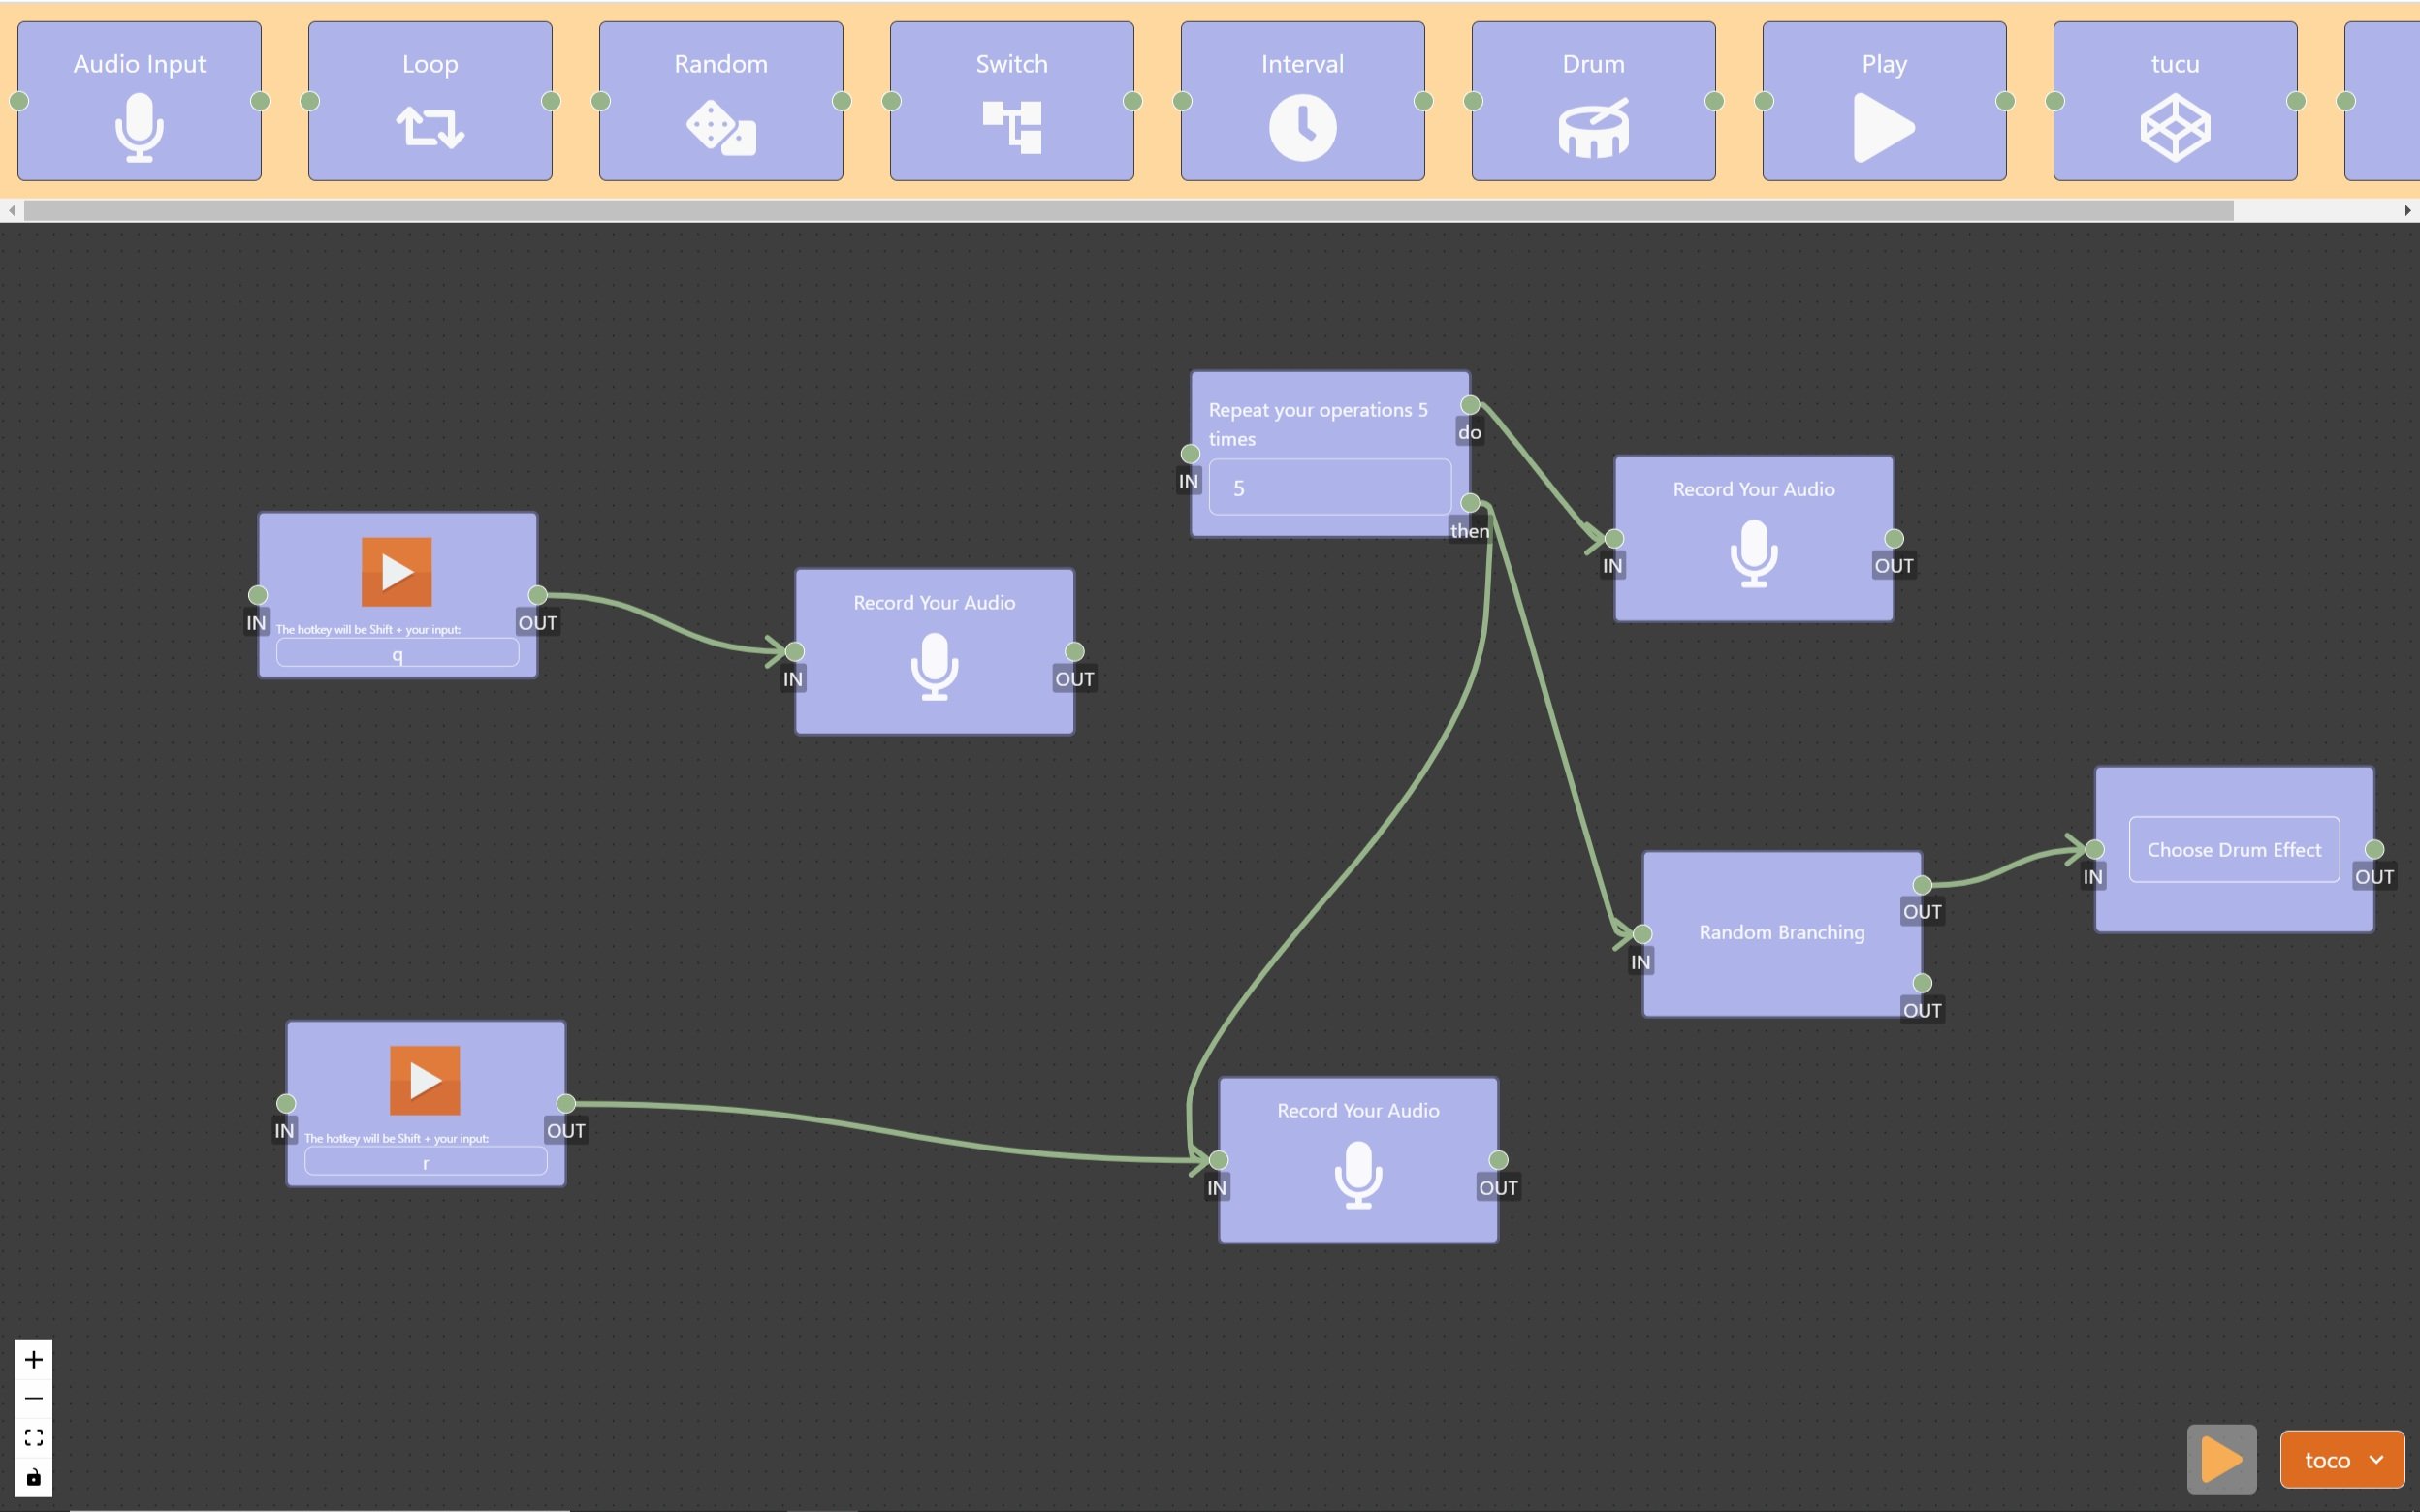 Audio Input
Loop
Random
Switch
Interval
Drum
Play
tucu
Repeat your operations 5
times
do
IN
5
then
Record Your Audio
IN
OUT
The hotkey will be Shift + your input:
IN
OUT
q
Record Your Audio
IN
OUT
Choose Drum Effect
IN
OUT
Random Branching
OUT
IN
OUT
The hotkey will be Shift + your input:
IN
OUT
r
Record Your Audio
IN
OUT
toco